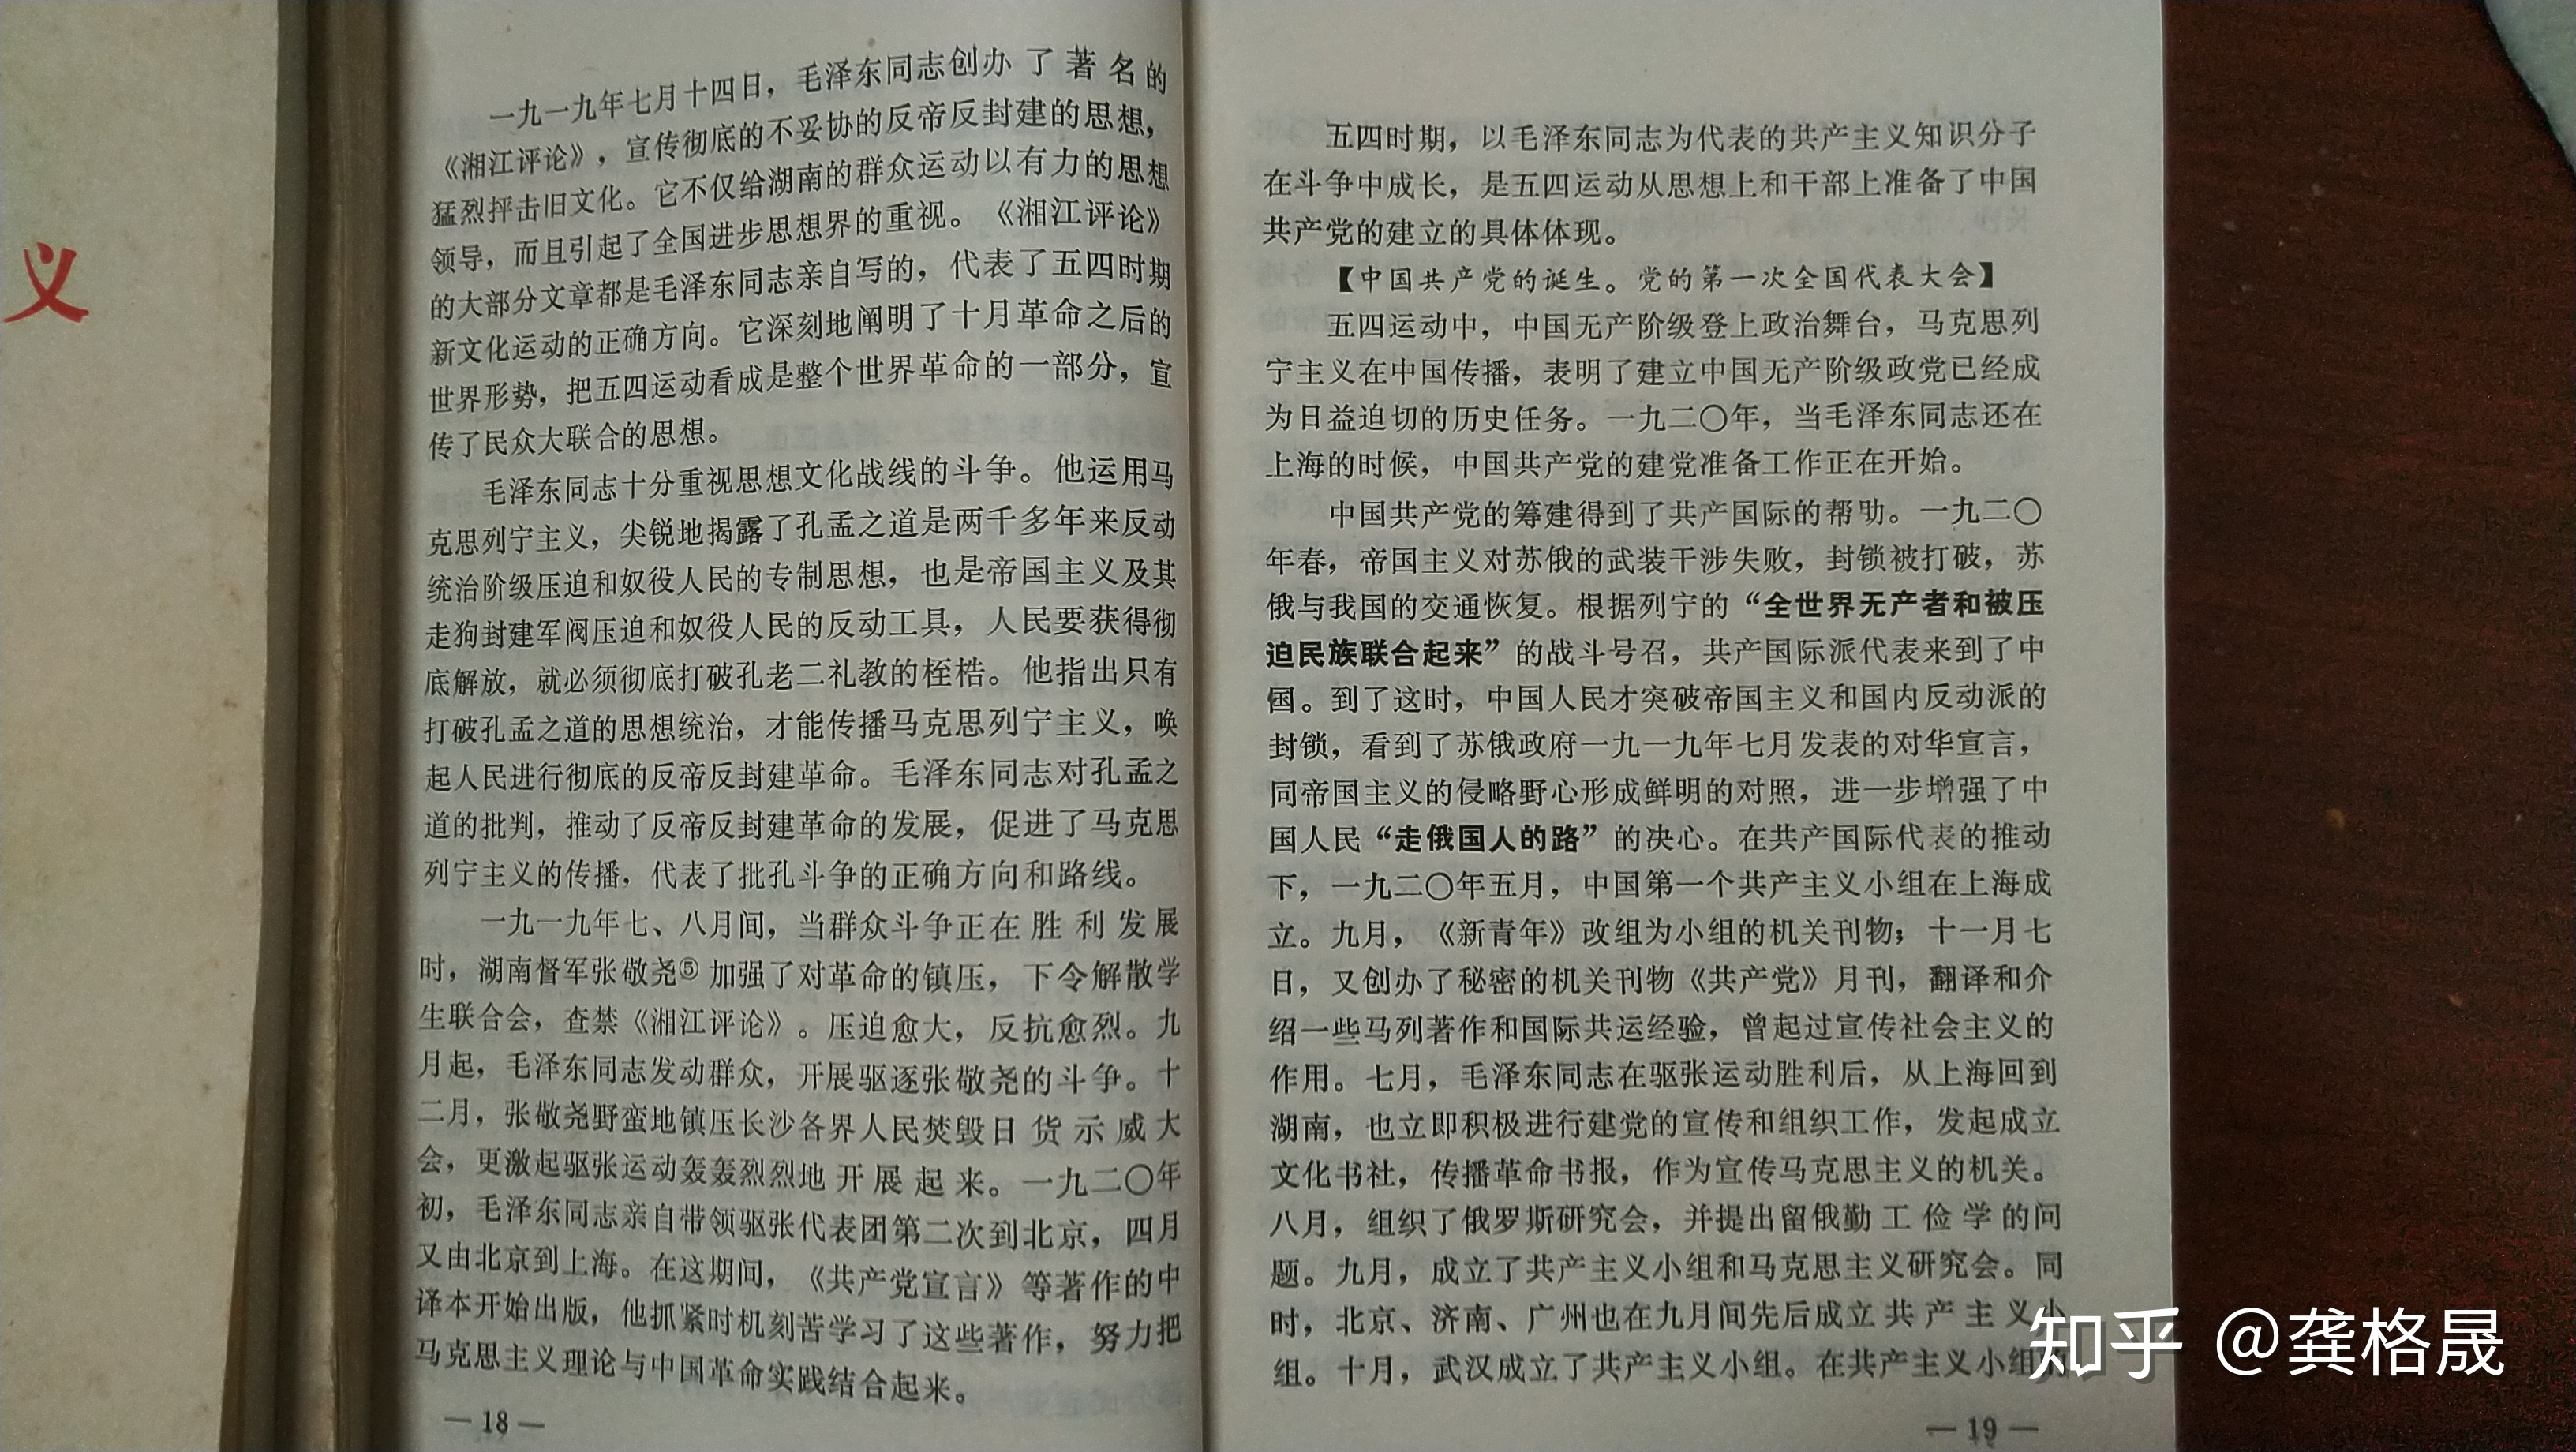 义
一九一九年七月十四日，毛泽东同志创办了著名的
《湘江评论》，宣传彻底的不妥协的反帝反封建的思想，
猛烈抨击旧文化。它不仅给湖南的群众运动以有力的思想
领导，而且引起了全国进步思想界的重视。《湘江评论》
的大部分文章都是毛泽东同志亲自写的，代表了五四时期
新文化运动的正确方向。它深刻地阐明了十月革命之后的
世界形势，把五四运动看成是整个世界革命的一部分，宣
传了民众大联合的思想。
毛泽东同志十分重视思想文化战线的斗争。他运用马
克思列宁主义，尖锐地揭露了孔孟之道是两千多年来反动
统治阶级压迫和奴役人民的专制思想，也是帝国主义及其
走狗封建军阀压迫和奴役人民的反动工具，人民要获得彻
底解放，就必须彻底打破孔老二礼教的桎梏。他指出只有
打破孔孟之道的思想统治，才能传播马克思列宁主义，唤
起人民进行彻底的反帝反封建革命。毛泽东同志对孔孟之
道的批判，推动了反帝反封建革命的发展，促进了马克思
列宁主义的传播，代表了批孔斗争的正确方向和路线。
一九一九年七、八月间，当群众斗争正在胜利发展
时，湖南督军张敬尧⑤加强了对革命的镇压，下令解散学
生联合会，查禁《湘江评论》。压迫愈大，反抗愈烈。九
月起，毛泽东同志发动群众，开展驱逐张敬尧的斗争。十
二月，张敬尧野蛮地镇压长沙各界人民焚毁日货示威大
会，更激起驱张运动轰轰烈烈地开展起来。一九二〇年
初，毛泽东同志亲自带领驱张代表团第二次到北京，四月
又由北京到上海。在这期间，《共产党宣言》等著作的中
译本开始出版，他抓紧时机刻苦学习了这些著作，努力把
马克思主义理论与中国革命实践结合起来。
— 18 —
五四时期，以毛泽东同志为代表的共产主义知识分子
在斗争中成长，是五四运动从思想上和干部上准备了中国
共产党的建立的具体体现。
【中国共产党的诞生。党的第一次全国代表大会】
五四运动中，中国无产阶级登上政治舞台，马克思列
宁主义在中国传播，表明了建立中国无产阶级政党已经成
为日益迫切的历史任务。一九二〇年，当毛泽东同志还在
上海的时候，中国共产党的建党准备工作正在开始。
中国共产党的筹建得到了共产国际的帮助。一九二〇
年春，帝国主义对苏俄的武装干涉失败，封锁被打破，苏
俄与我国的交通恢复。根据列宁的“全世界无产者和被压
迫民族联合起来”的战斗号召，共产国际派代表来到了中
国。到了这时，中国人民才突破帝国主义和国内反动派的
封锁，看到了苏俄政府一九一九年七月发表的对华宣言，
同帝国主义的侵略野心形成鲜明的对照，进一步增强了中
国人民“走俄国人的路”的决心。在共产国际代表的推动
下，一九二〇年五月，中国第一个共产主义小组在上海成
立。九月，《新青年》改组为小组的机关刊物；十一月七
日，又创办了秘密的机关刊物《共产党》月刊，翻译和介
绍一些马列著作和国际共运经验，曾起过宣传社会主义的
作用。七月，毛泽东同志在驱张运动胜利后，从上海回到
湖南，也立即积极进行建党的宣传和组织工作，发起成立
文化书社，传播革命书报，作为宣传马克思主义的机关。
八月，组织了俄罗斯研究会，并提出留俄勤工俭学的问
题。九月，成立了共产主义小组和马克思主义研究会。同
时，北京、济南、广州也在九月间先后成立共产主义小
组。十月，武汉成立了共产主义小组。在共产主义小组
— 19 —
知乎 @龚格晟